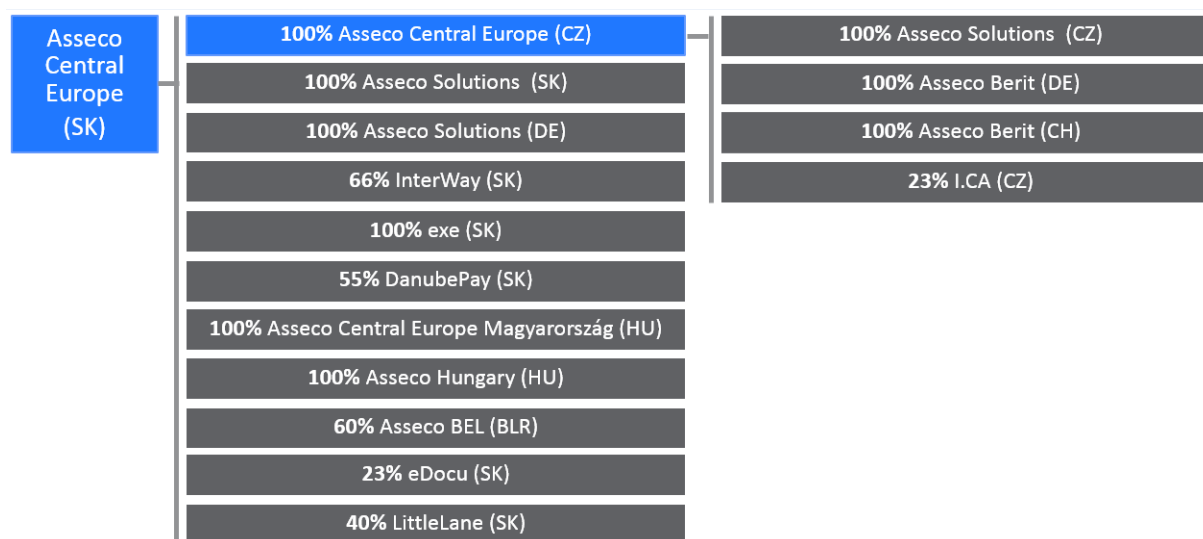 Asseco
Central
Europe
(SK)
100% Asseco Central Europe (CZ)
100% Asseco Solutions (SK)
100% Asseco Solutions (DE)
66% InterWay (SK)
100% exe (SK)
55% DanubePay (SK)
100% Asseco Central Europe Magyarország (HU)
100% Asseco Hungary (HU)
60% Asseco BEL (BLR)
23% eDocu (SK)
40% LittleLane (SK)
100% Asseco Solutions (CZ)
100% Asseco Berit (DE)
100% Asseco Berit (CH)
23% I.CA (CZ)